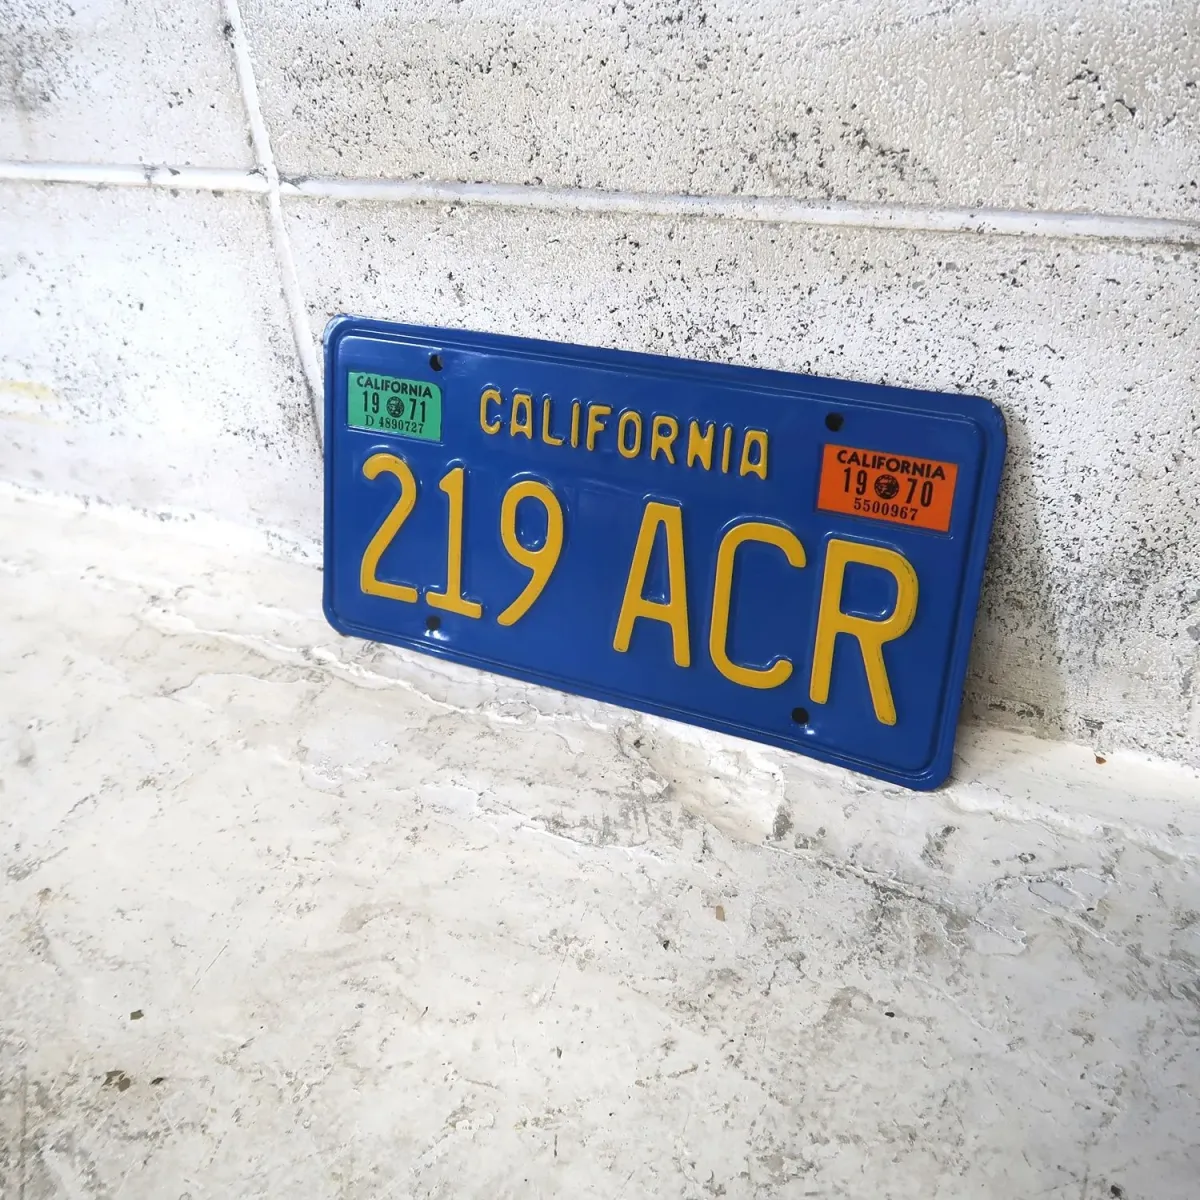 CALIFORNIA
19 71
D 4890727
CALIFORNIA
CALIFORNIA
19 70
5500967
219 ACR